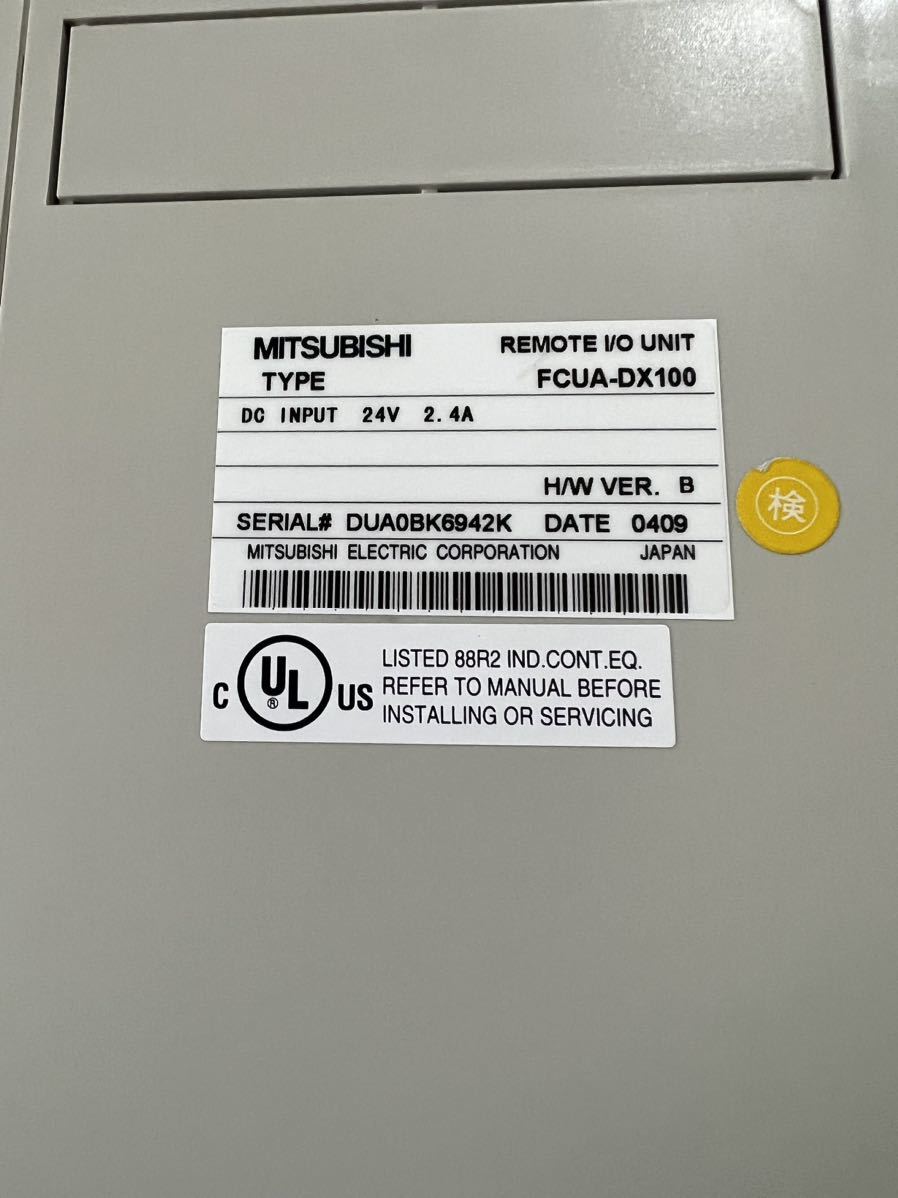 MITSUBISHI REMOTE I/O UNIT
TYPE FCUA-DX100
DC INPUT 24V 2.4A
H/W VER. B
SERIAL# DUA0BK6942K DATE 0409
MITSUBISHI ELECTRIC CORPORATION JAPAN
検
C UL ® US
LISTED 88R2 IND.CONT.EQ.
REFER TO MANUAL BEFORE
INSTALLING OR SERVICING